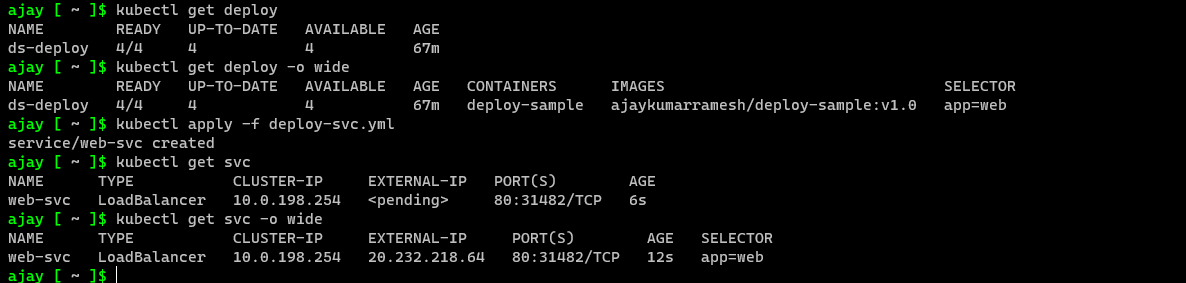 ajay [ ~ ]$ kubectl get deploy
NAME        READY   UP-TO-DATE   AVAILABLE   AGE
ds-deploy   4/4     4            4           67m
ajay [ ~ ]$ kubectl get deploy -o wide
NAME        READY   UP-TO-DATE   AVAILABLE   AGE   CONTAINERS      IMAGES                               SELECTOR
ds-deploy   4/4     4            4           67m   deploy-sample   ajaykumarramesh/deploy-sample:v1.0   app=web
ajay [ ~ ]$ kubectl apply -f deploy-svc.yml
service/web-svc created
ajay [ ~ ]$ kubectl get svc
NAME      TYPE           CLUSTER-IP     EXTERNAL-IP   PORT(S)        AGE
web-svc   LoadBalancer   10.0.198.254   <pending>     80:31482/TCP   6s
ajay [ ~ ]$ kubectl get svc -o wide
NAME      TYPE           CLUSTER-IP     EXTERNAL-IP     PORT(S)        AGE   SELECTOR
web-svc   LoadBalancer   10.0.198.254   20.232.218.64   80:31482/TCP   12s   app=web
ajay [ ~ ]$